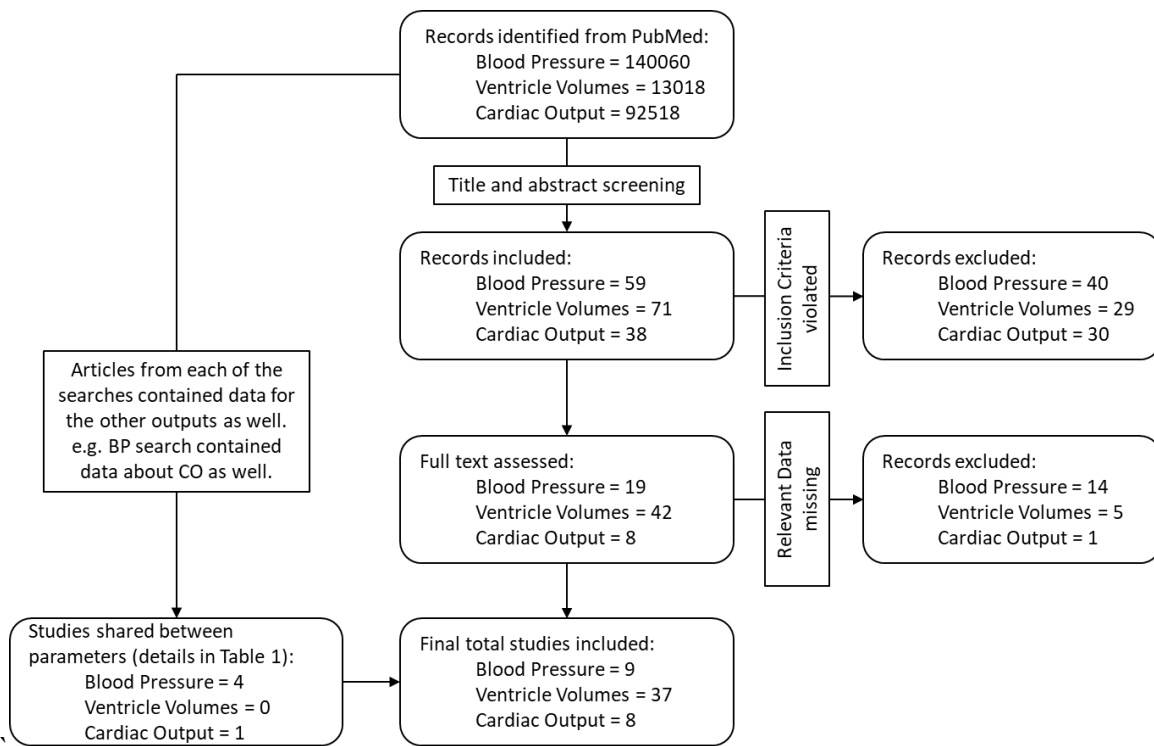 Records identified from PubMed:
Blood Pressure = 140060
Ventricle Volumes = 13018
Cardiac Output = 92518
Title and abstract screening
Records included:
Blood Pressure = 59
Ventricle Volumes = 71
Cardiac Output = 38
Inclusion Criteria
violated
Records excluded:
Blood Pressure = 40
Ventricle Volumes = 29
Cardiac Output = 30
Articles from each of the
searches contained data for
the other outputs as well.
e.g. BP search contained
data about CO as well.
Full text assessed:
Blood Pressure = 19
Ventricle Volumes = 42
Cardiac Output = 8
Relevant Data
missing
Records excluded:
Blood Pressure = 14
Ventricle Volumes = 5
Cardiac Output = 1
Studies shared between
parameters (details in Table 1):
Blood Pressure = 4
Ventricle Volumes = 0
Cardiac Output = 1
Final total studies included:
Blood Pressure = 9
Ventricle Volumes = 37
Cardiac Output = 8
`